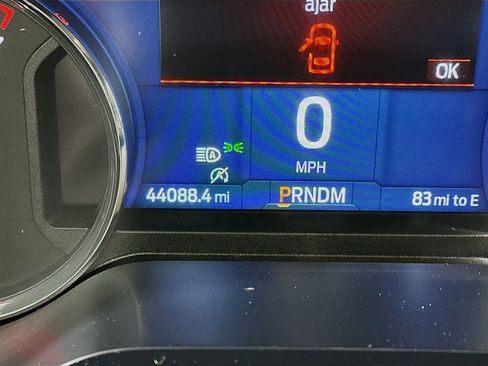 ajar
OK
0
MPH
A
A
44088.4 mi
PRNDM
83 mi to E